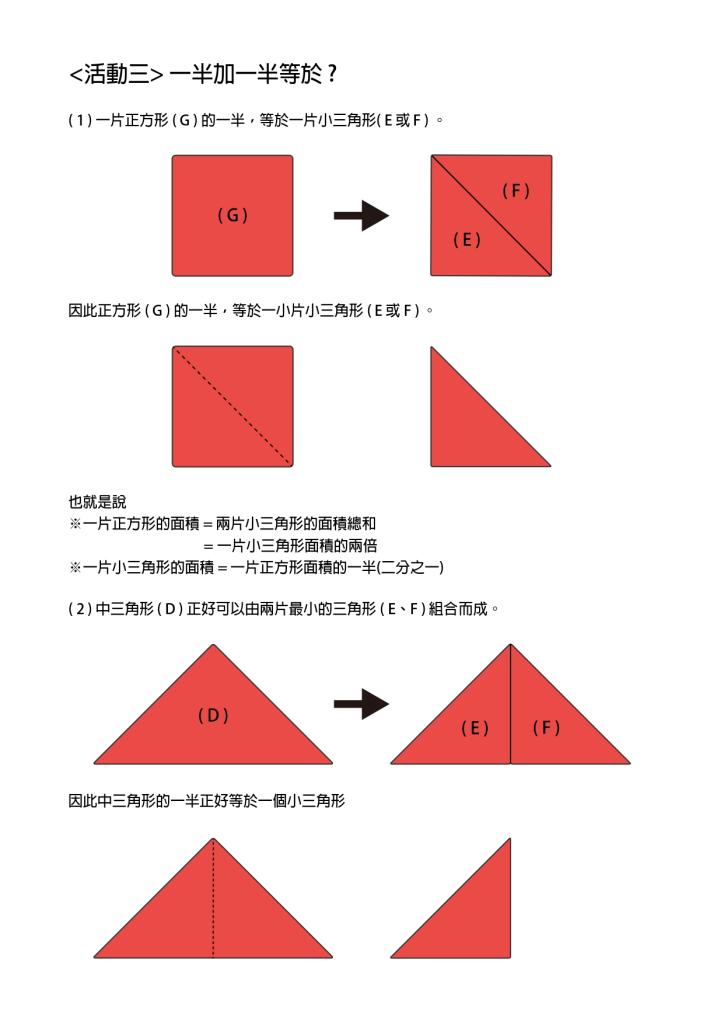 <活動三> 一半加一半等於 ?
( 1 ) 一片正方形 ( G ) 的一半，等於一片小三角形( E 或 F ) 。
( G )
( F )
( E )
因此正方形 ( G ) 的一半，等於一小片小三角形 ( E 或 F ) 。
也就是說
※一片正方形的面積 = 兩片小三角形的面積總和
= 一片小三角形面積的兩倍
※一片小三角形的面積 = 一片正方形面積的一半(二分之一)
( 2 ) 中三角形 ( D ) 正好可以由兩片最小的三角形 ( E、F ) 組合而成。
( D )
( E )
( F )
因此中三角形的一半正好等於一個小三角形